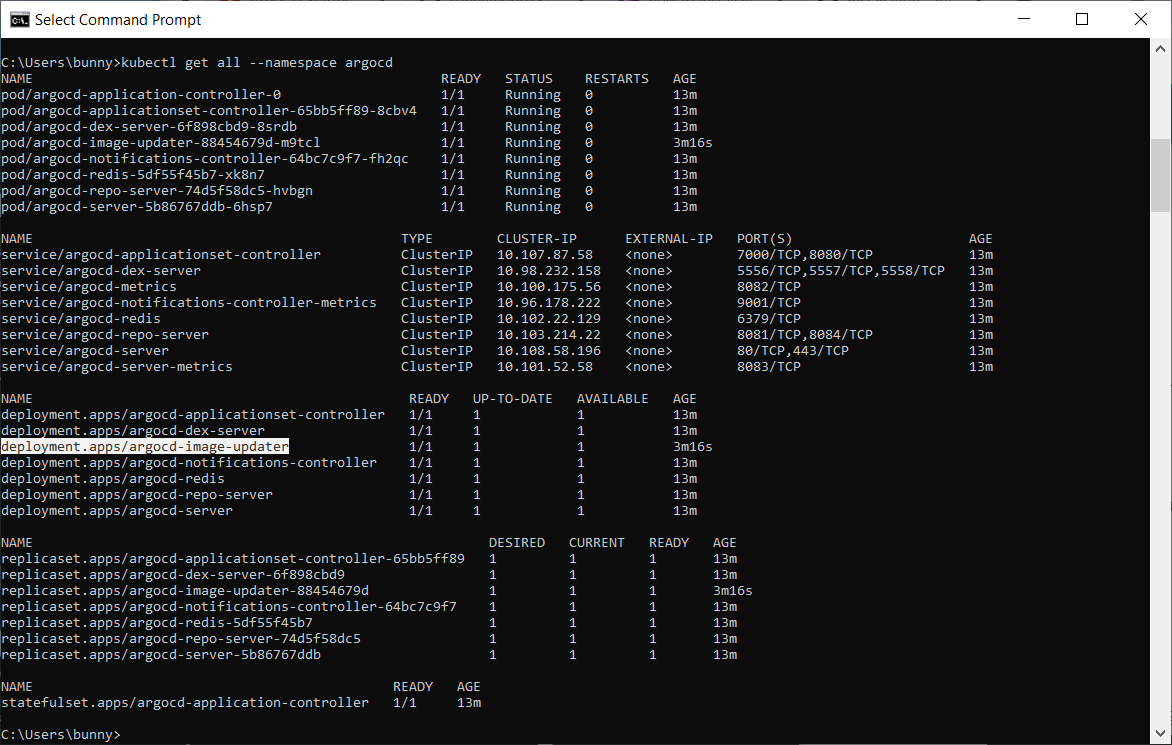 Select Command Prompt
C:\Users\bunny>kubectl get all --namespace argocd
NAME READY STATUS RESTARTS AGE
pod/argocd-application-controller-0 1/1 Running 0 13m
pod/argocd-applicationset-controller-65bb5ff89-8cbv4 1/1 Running 0 13m
pod/argocd-dex-server-6f898cbd9-8srdb 1/1 Running 0 13m
pod/argocd-image-updater-88454679d-m9tcl 1/1 Running 0 3m16s
pod/argocd-notifications-controller-64bc7c9f7-fh2qc 1/1 Running 0 13m
pod/argocd-redis-5df55f45b7-xk8n7 1/1 Running 0 13m
pod/argocd-repo-server-74d5f58dc5-hvbgn 1/1 Running 0 13m
pod/argocd-server-5b86767ddb-6hsp7 1/1 Running 0 13m
NAME TYPE CLUSTER-IP EXTERNAL-IP PORT(S) AGE
service/argocd-applicationset-controller ClusterIP 10.107.87.58 <none> 7000/TCP,8080/TCP 13m
service/argocd-dex-server ClusterIP 10.98.232.158 <none> 5556/TCP,5557/TCP,5558/TCP 13m
service/argocd-metrics ClusterIP 10.100.175.56 <none> 8082/TCP 13m
service/argocd-notifications-controller-metrics ClusterIP 10.96.178.222 <none> 9001/TCP 13m
service/argocd-redis ClusterIP 10.102.22.129 <none> 6379/TCP 13m
service/argocd-repo-server ClusterIP 10.103.214.22 <none> 8081/TCP,8084/TCP 13m
service/argocd-server ClusterIP 10.108.58.196 <none> 80/TCP,443/TCP 13m
service/argocd-server-metrics ClusterIP 10.101.52.58 <none> 8083/TCP 13m
NAME READY UP-TO-DATE AVAILABLE AGE
deployment.apps/argocd-applicationset-controller 1/1 1 1 13m
deployment.apps/argocd-dex-server 1/1 1 1 13m
deployment.apps/argocd-image-updater 1/1 1 1 3m16s
deployment.apps/argocd-notifications-controller 1/1 1 1 13m
deployment.apps/argocd-redis 1/1 1 1 13m
deployment.apps/argocd-repo-server 1/1 1 1 13m
deployment.apps/argocd-server 1/1 1 1 13m
NAME DESIRED CURRENT READY AGE
replicaset.apps/argocd-applicationset-controller-65bb5ff89 1 1 1 13m
replicaset.apps/argocd-dex-server-6f898cbd9 1 1 1 13m
replicaset.apps/argocd-image-updater-88454679d 1 1 1 3m16s
replicaset.apps/argocd-notifications-controller-64bc7c9f7 1 1 1 13m
replicaset.apps/argocd-redis-5df55f45b7 1 1 1 13m
replicaset.apps/argocd-repo-server-74d5f58dc5 1 1 1 13m
replicaset.apps/argocd-server-5b86767ddb 1 1 1 13m
NAME READY AGE
statefulset.apps/argocd-application-controller 1/1 13m
C:\Users\bunny>